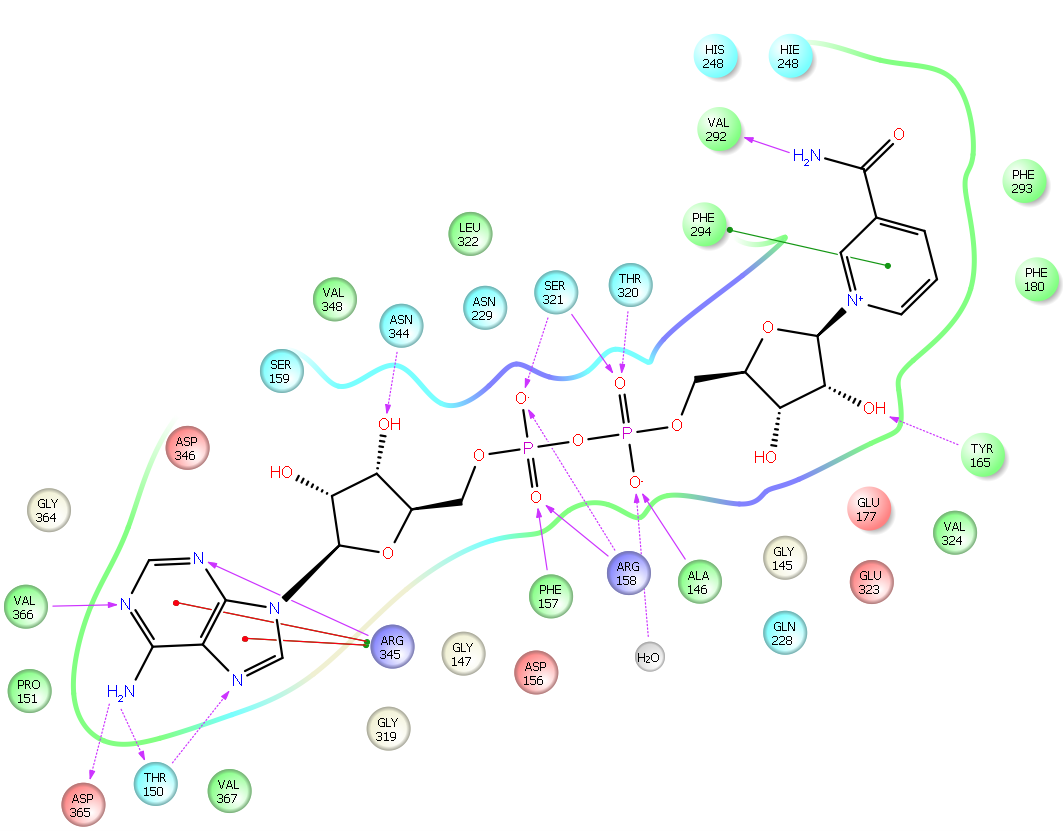 HIS
248
HIE
248
VAL
292
H2N
O
PHE
293
PHE
294
LEU
322
PHE
180
SER
321
THR
320
VAL
348
ASN
229
N+
ASN
344
O
SER
159
O
O-
OH
OH
ASP
346
P
O
P
O
HO
TYR
165
HO
O
O
O-
GLU
177
GLY
364
VAL
324
N
O
GLY
145
ARG
158
ALA
146
GLU
323
VAL
366
N
N
PHE
157
GLN
228
ARG
345
GLY
147
H2O
ASP
156
PRO
151
H2N
N
GLY
319
THR
150
VAL
367
ASP
365